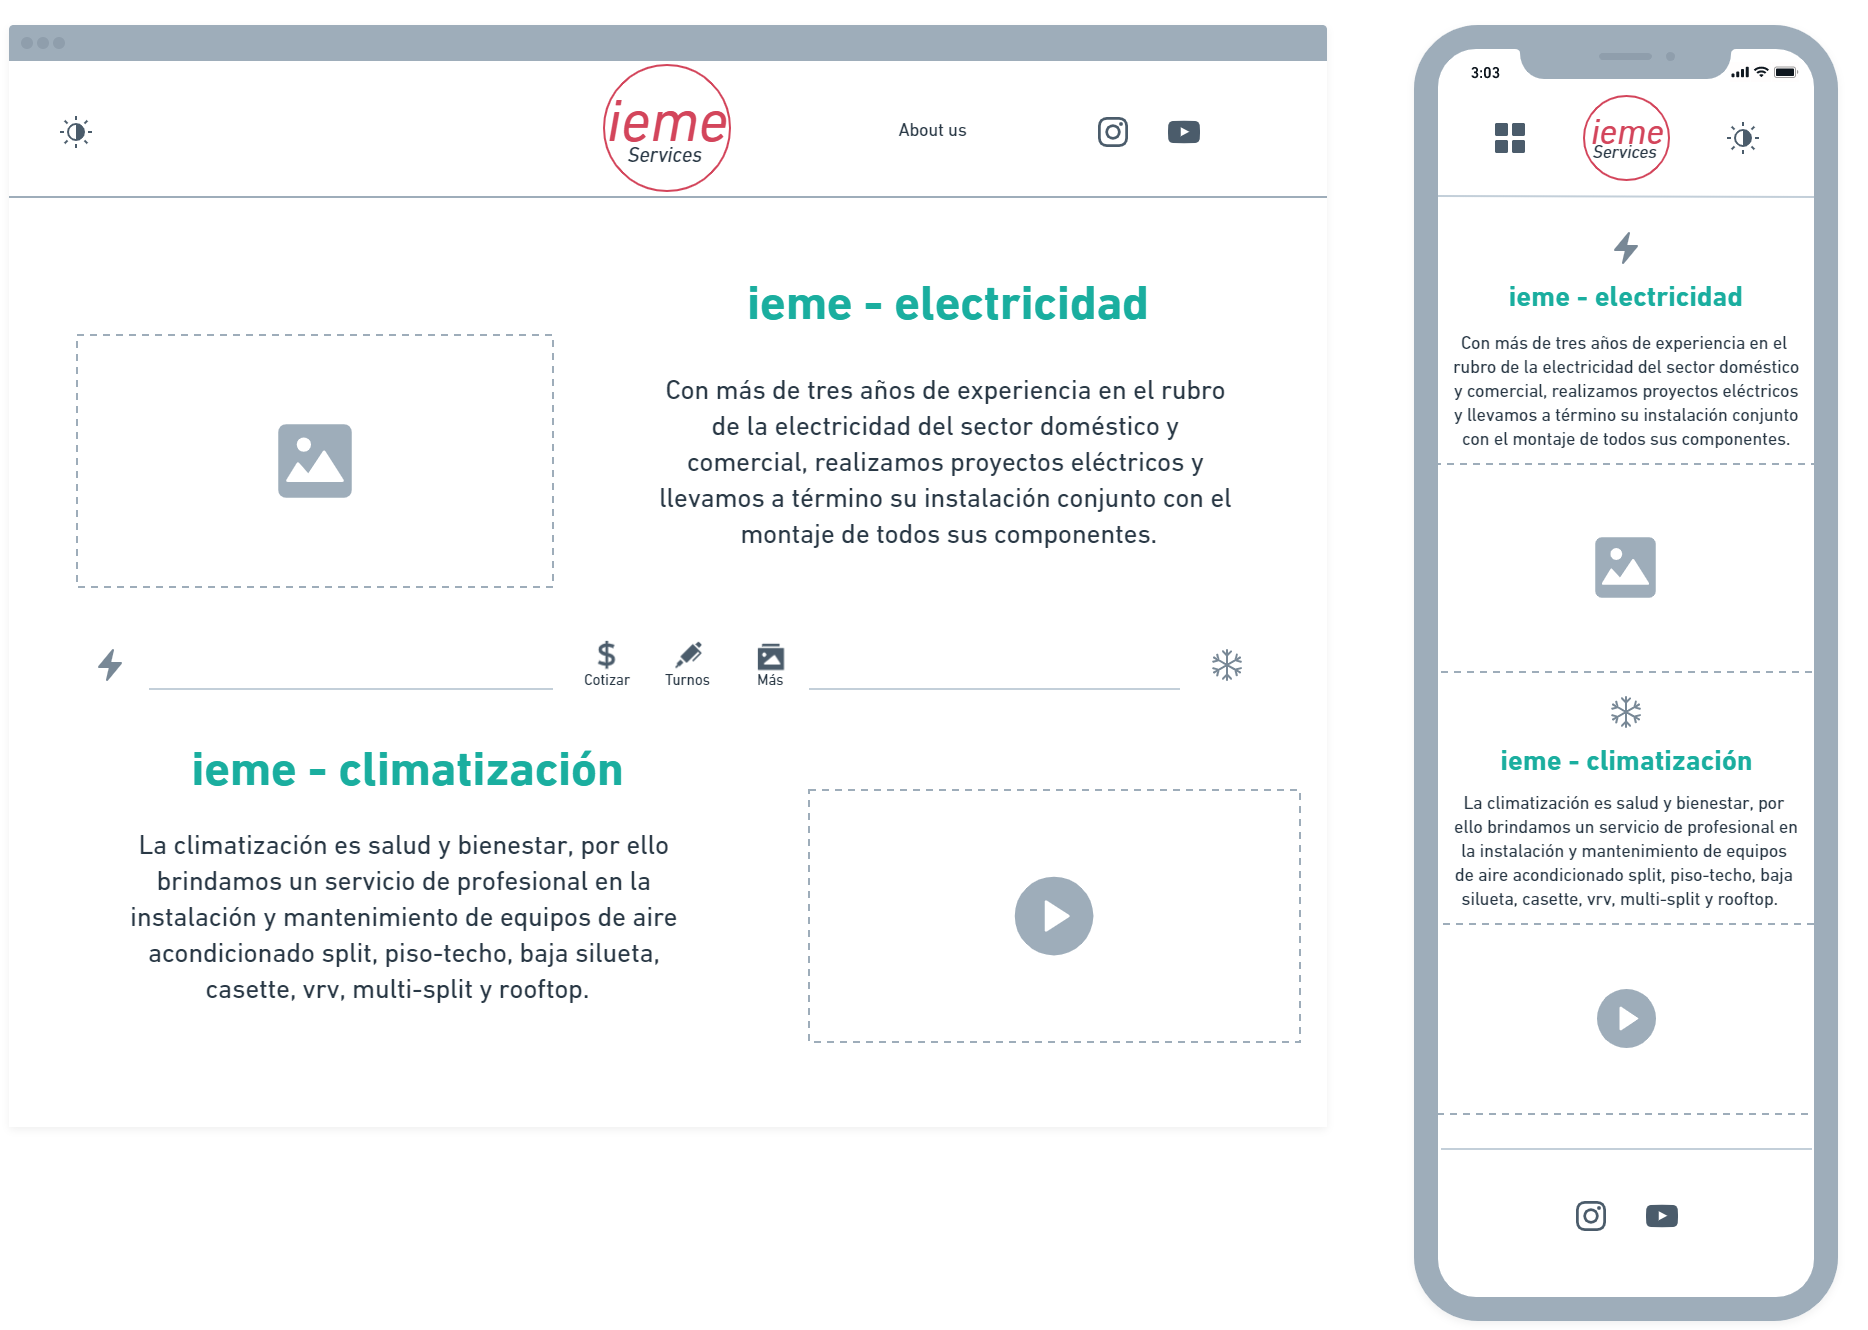 ieme
Services
About us
ieme - electricidad
Con más de tres años de experiencia en el rubro
de la electricidad del sector doméstico y
comercial, realizamos proyectos eléctricos y
llevamos a término su instalación conjunto con el
montaje de todos sus componentes.
$
Cotizar
Turnos
Más
ieme - climatización
La climatización es salud y bienestar, por ello
brindamos un servicio de profesional en la
instalación y mantenimiento de equipos de aire
acondicionado split, piso-techo, baja silueta,
casette, vrv, multi-split y rooftop.
3:03
ieme
Services
ieme - electricidad
Con más de tres años de experiencia en el
rubro de la electricidad del sector doméstico
y comercial, realizamos proyectos eléctricos
y llevamos a término su instalación conjunto
con el montaje de todos sus componentes.
ieme - climatización
La climatización es salud y bienestar, por
ello brindamos un servicio de profesional en
la instalación y mantenimiento de equipos
de aire acondicionado split, piso-techo, baja
silueta, casette, vrv, multi-split y rooftop.